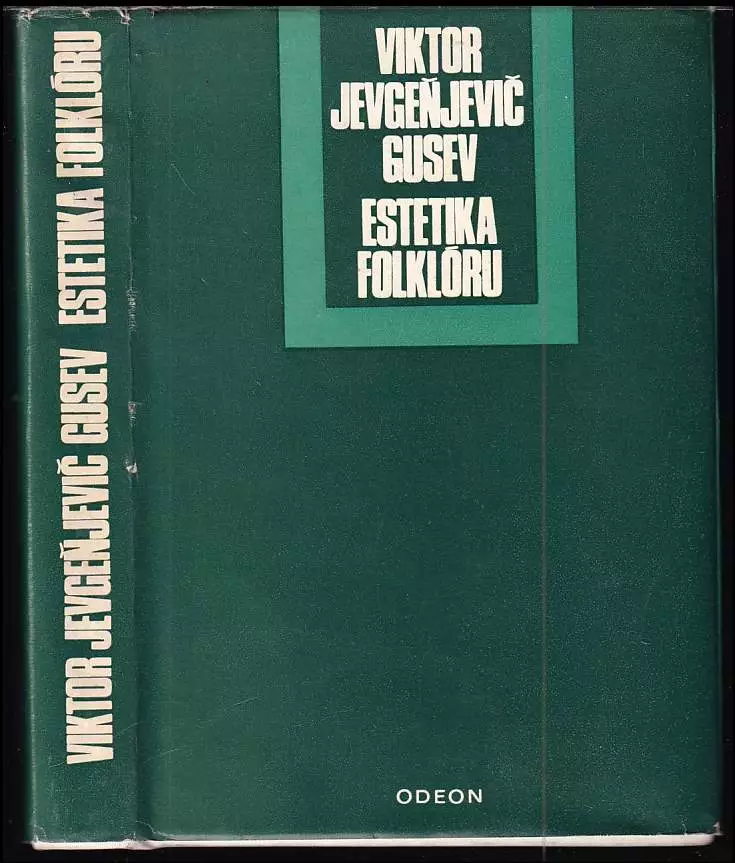 VIKTOR JEVGEŇJEVIČ GUSEV ESTETIKA FOLKLÓRU
VIKTOR
JEVGEŇJEVIČ
GUSEV
ESTETIKA
FOLKLÓRU
ODEON